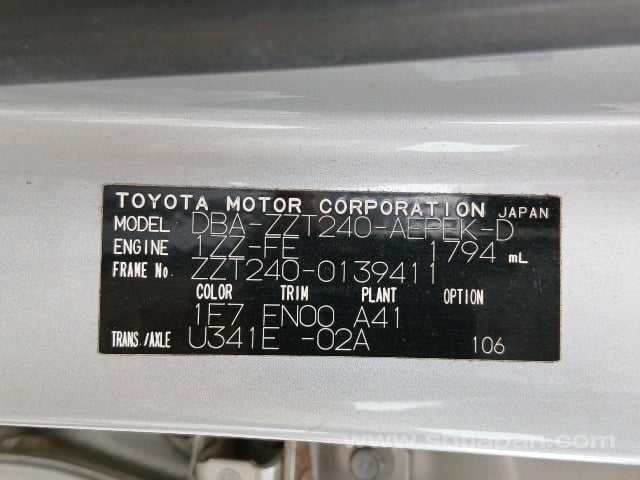 TOYOTA MOTOR CORPORATION JAPAN
MODEL DBA-ZZT240-AEPEK-D
ENGINE 1ZZ-FE 1794 mL
FRAME No. ZZT240-0139411
COLOR TRIM PLANT OPTION
1F7 FN00 A41
TRANS./AXLE U341E -02A 106
www.sbtjapan.com